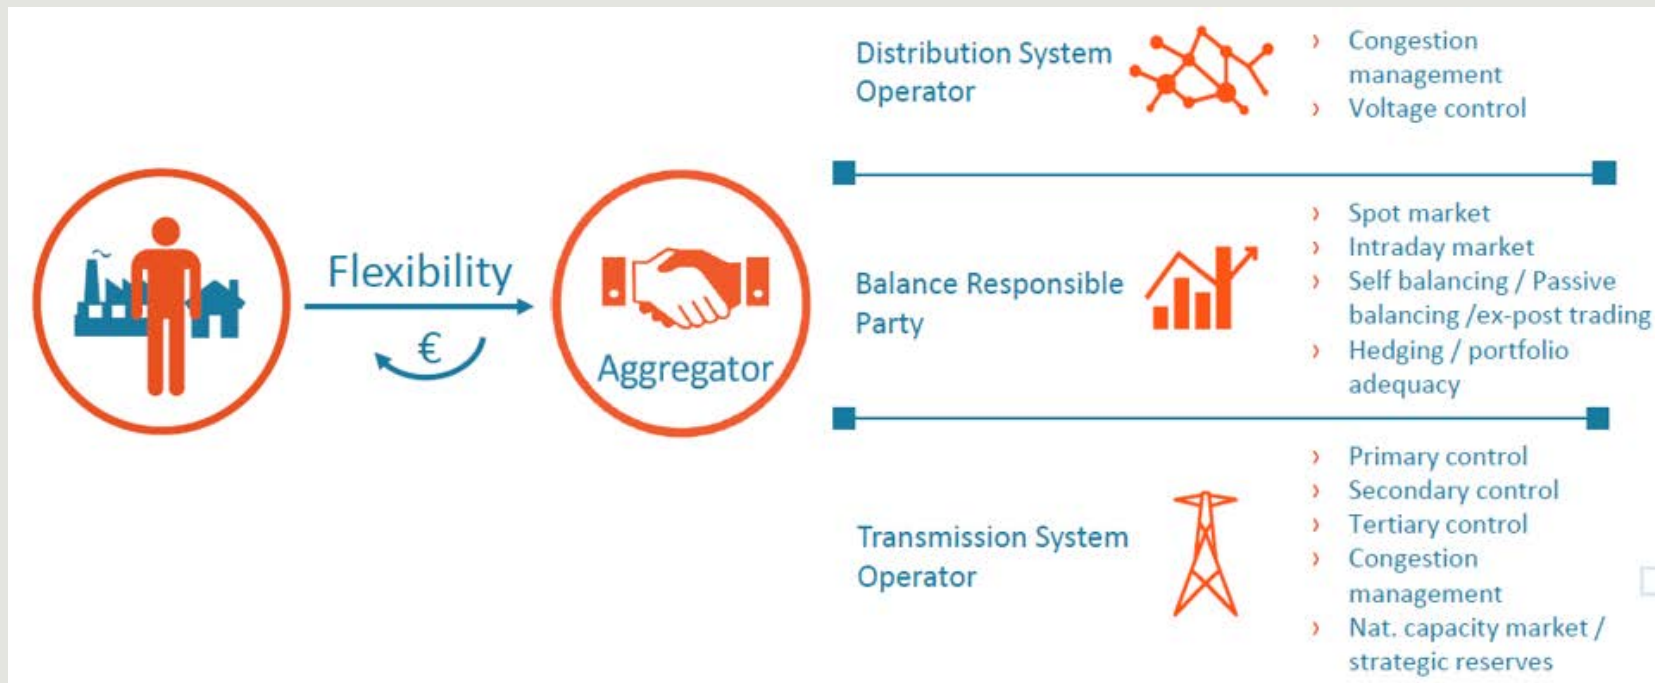 Flexibility
€
Aggregator
Distribution System
Operator
› Congestion
management
› Voltage control
Balance Responsible
Party
› Spot market
› Intraday market
› Self balancing / Passive
balancing /ex-post trading
› Hedging / portfolio
adequacy
Transmission System
Operator
› Primary control
› Secondary control
› Tertiary control
› Congestion
management
› Nat. capacity market /
strategic reserves